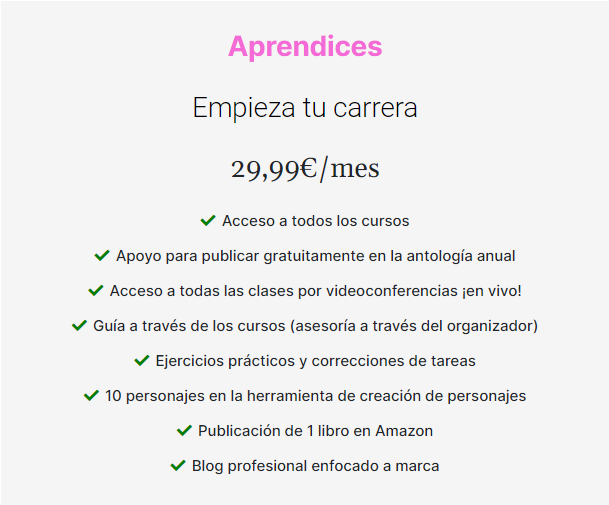 Aprendices
Empieza tu carrera
29,99€/mes
Acceso a todos los cursos
Apoyo para publicar gratuitamente en la antología anual
Acceso a todas las clases por videoconferencias ¡en vivo!
Guía a través de los cursos (asesoría a través del organizador)
Ejercicios prácticos y correcciones de tareas
10 personajes en la herramienta de creación de personajes
Publicación de 1 libro en Amazon
Blog profesional enfocado a marca